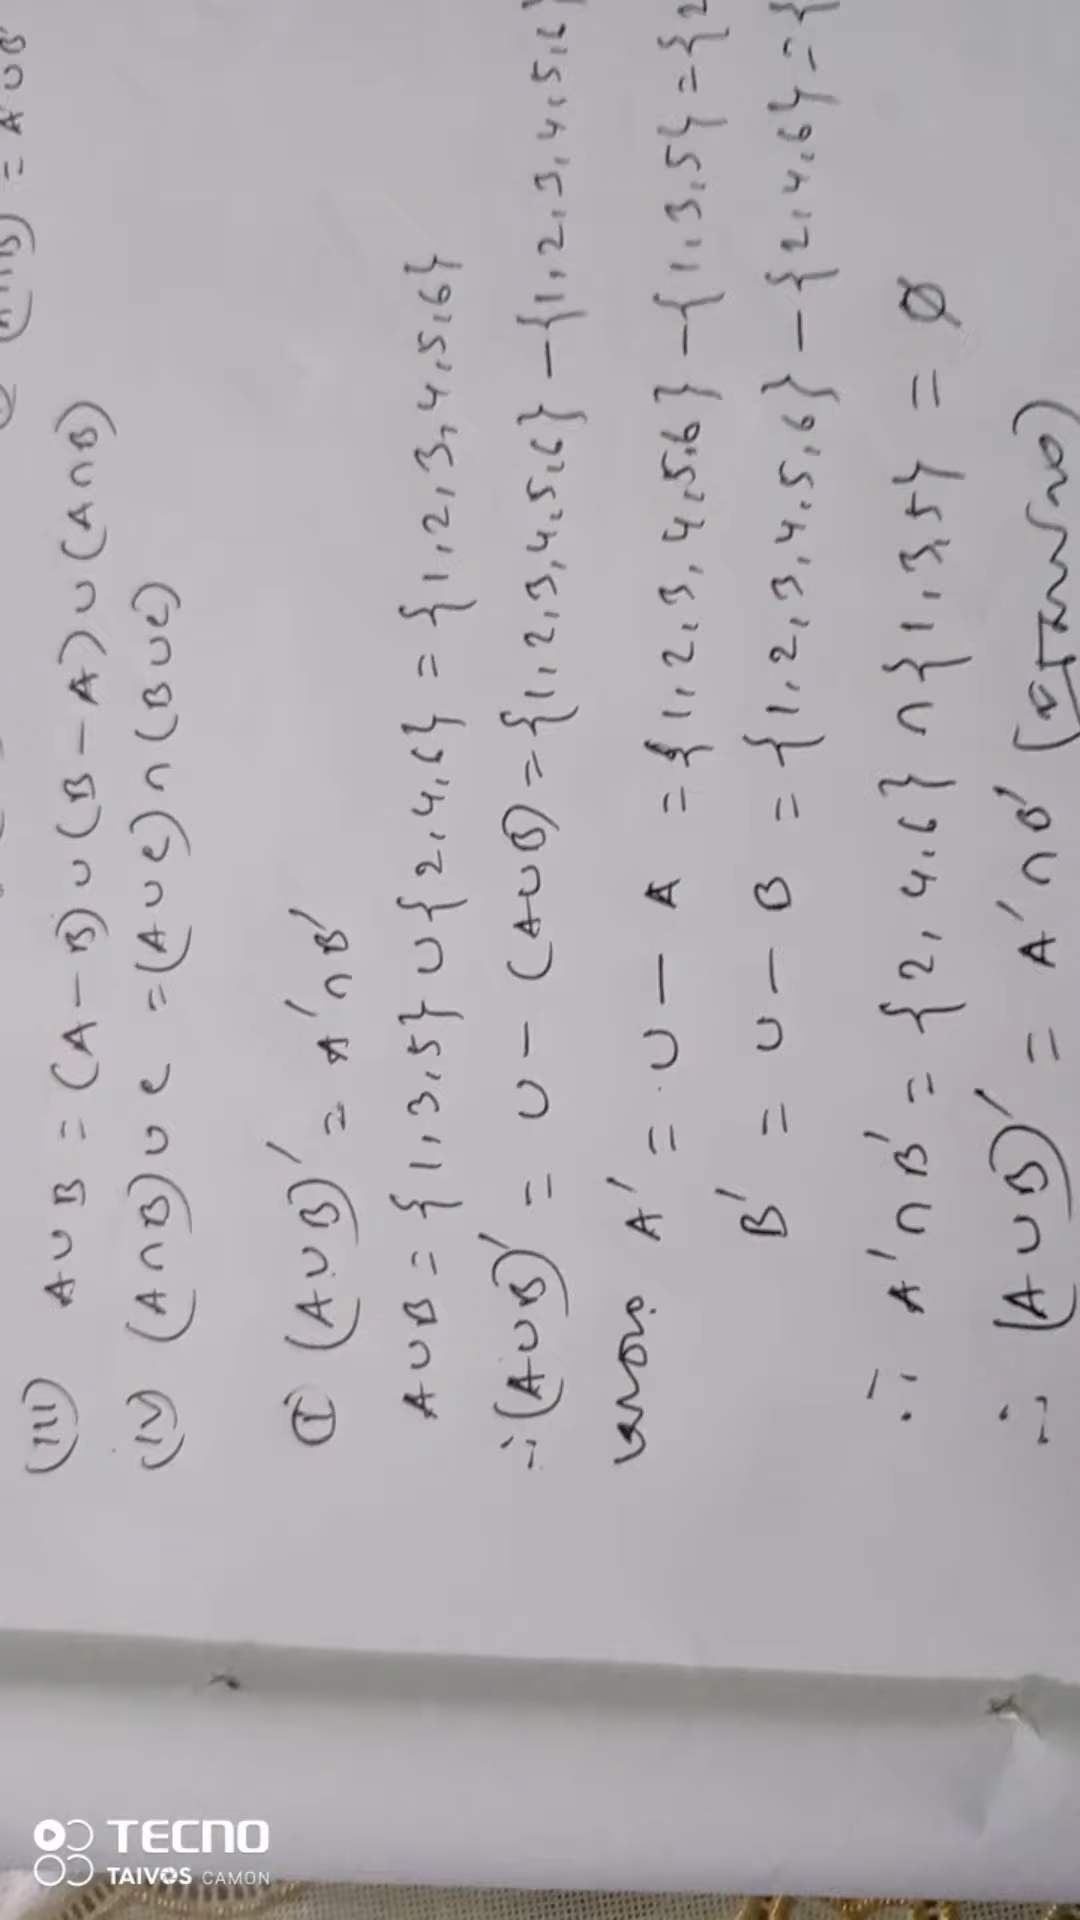 (A∩B)' = A'∪B'
(III) A∪B = (A-B)∪(B-A)∪(A∩B)
(IV) (A∩B)∪C = (A∪C)∩(B∪C)
(I) (A∪B)' = A'∩B'
A∪B = {1,3,5}∪{2,4,6} = {1,2,3,4,5,6}
∴ (A∪B)' = U - (A∪B) = {1,2,3,4,5,6} - {1,2,3,4,5,6}
A' = U - A = {1,2,3,4,5,6} - {1,3,5} = {2
B' = U - B = {1,2,3,4,5,6} - {2,4,6} = {
∴ A'∩B' = {2,4,6}∩{1,3,5} = Ø
∴ (A∪B)' = A'∩B'
TECNO
TAIVOS CAMON